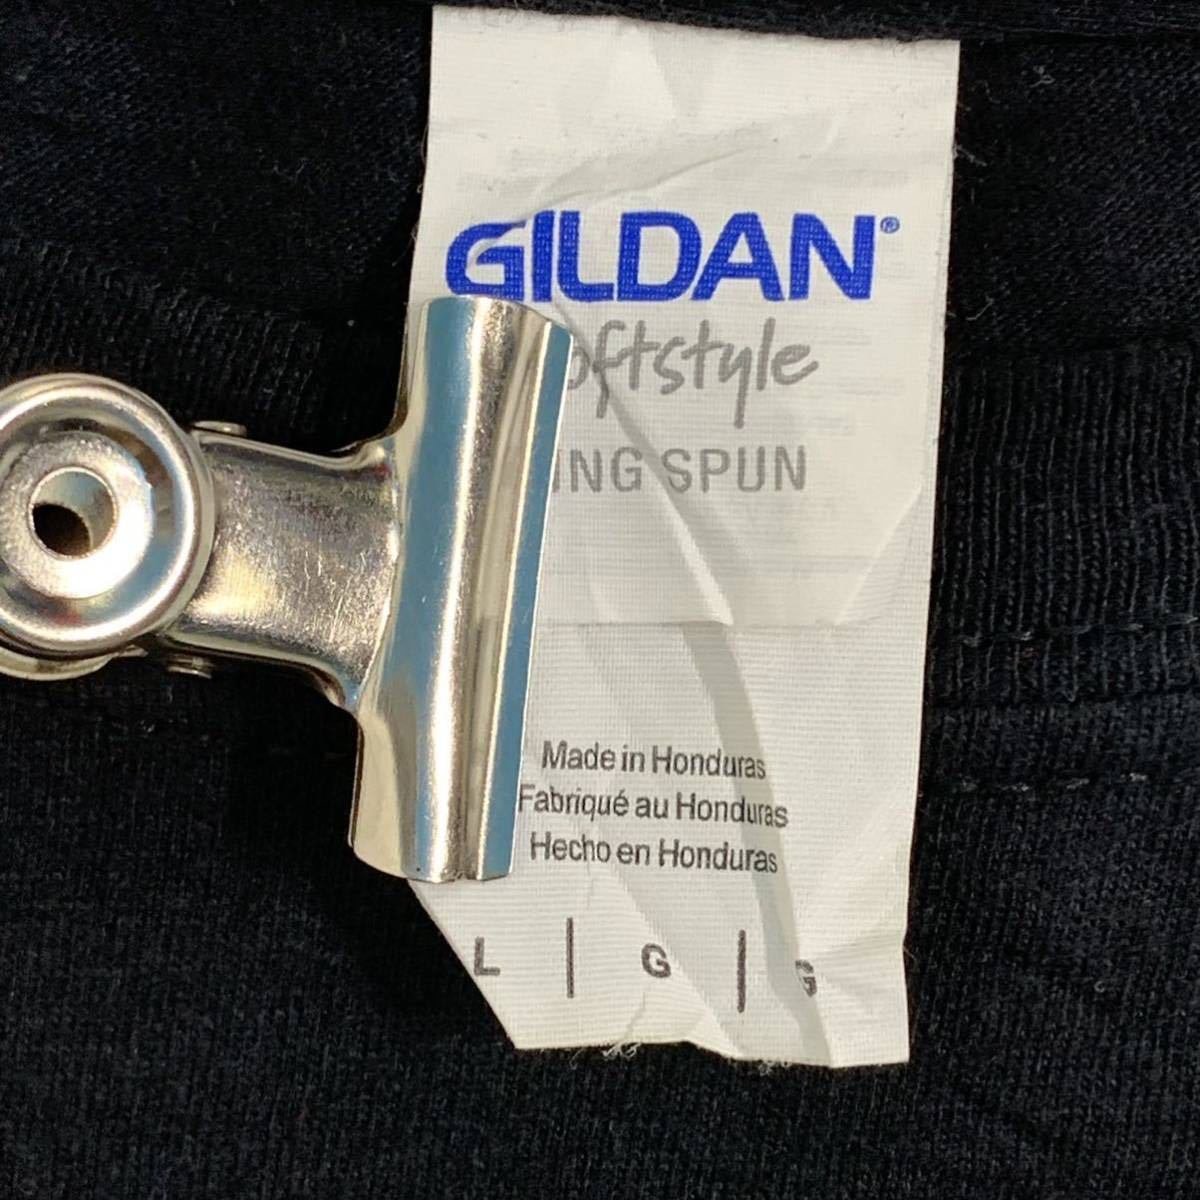 GILDAN®
oftstyle
ING SPUN
Made in Honduras
Fabriqué au Honduras
Hecho en Honduras
L | G | G